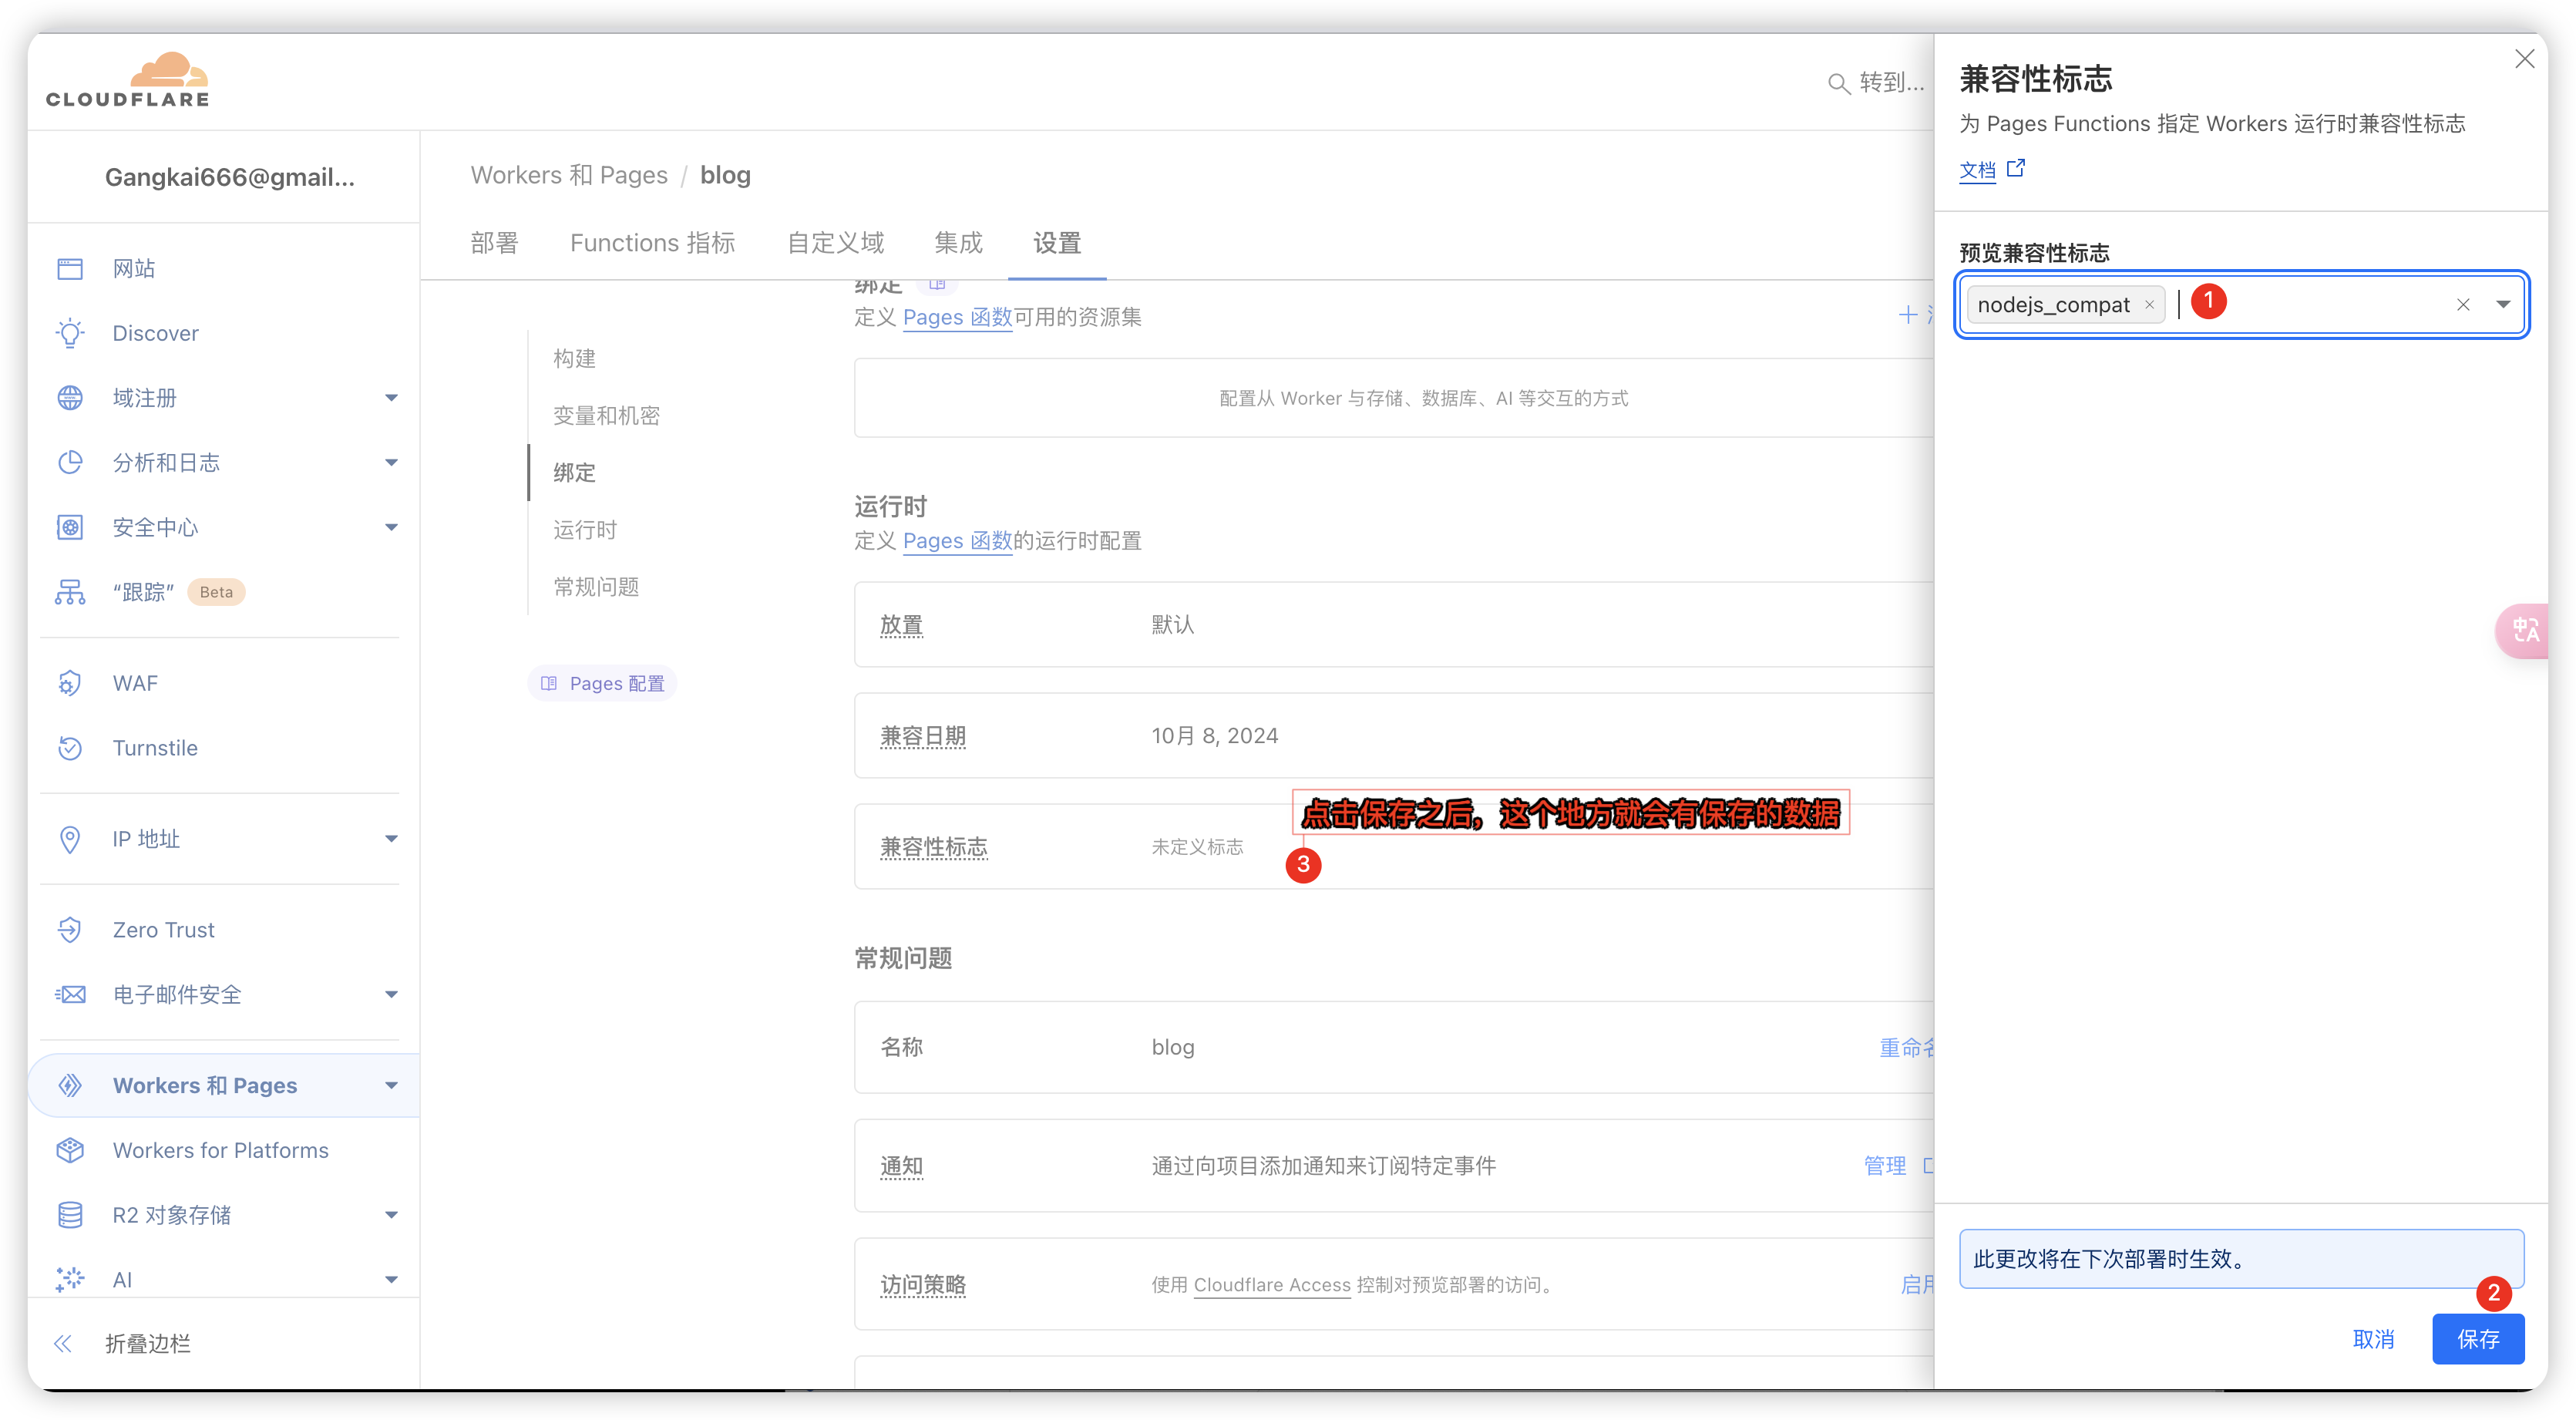 CLOUDFLARE
转到...
Gangkai666@gmail...
网站
Discover
域注册
分析和日志
安全中心
“跟踪” Beta
WAF
Turnstile
IP 地址
Zero Trust
电子邮件安全
Workers 和 Pages
Workers for Platforms
R2 对象存储
AI
折叠边栏
Workers 和 Pages / blog
部署 Functions 指标 自定义域 集成 设置
构建
变量和机密
绑定
运行时
常规问题
Pages 配置
绑定
定义 Pages 函数可用的资源集
配置从 Worker 与存储、数据库、AI 等交互的方式
运行时
定义 Pages 函数的运行时配置
放置 默认
兼容日期 10月 8, 2024
点击保存之后，这个地方就会有保存的数据
兼容性标志 未定义标志
3
常规问题
名称 blog 重命名
通知 通过向项目添加通知来订阅特定事件 管理
访问策略 使用 Cloudflare Access 控制对预览部署的访问。 启用
兼容性标志
为 Pages Functions 指定 Workers 运行时兼容性标志
文档
预览兼容性标志
nodejs_compat × 1
中A
此更改将在下次部署时生效。
2
取消 保存